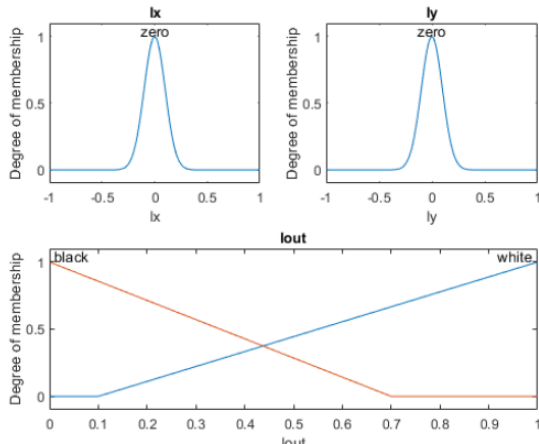 Ix
Iy
zero
zero
Degree of membership
1
0.5
0
-1 -0.5 0 0.5 1
Ix
Degree of membership
1
0.5
0
-1 -0.5 0 0.5 1
Iy
Iout
black
white
Degree of membership
1
0.5
0
0 0.1 0.2 0.3 0.4 0.5 0.6 0.7 0.8 0.9 1
Iout